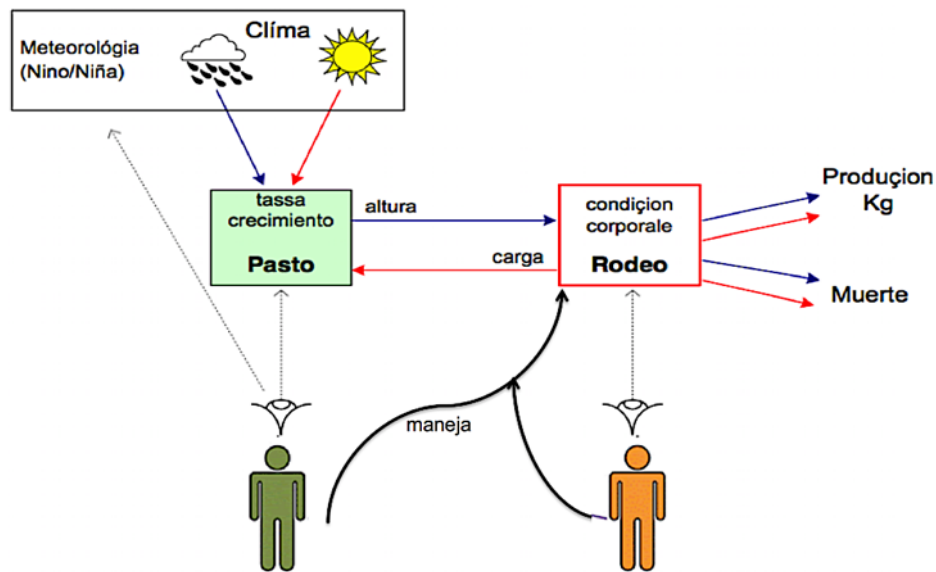 Clíma
Meteorológia
(Nino/Niña)
tassa
crecimiento
Pasto
altura
carga
condiçion
corporale
Rodeo
Produçion
Kg
Muerte
maneja